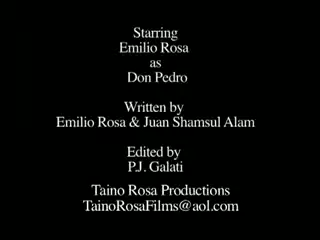 Starring
Emilio Rosa
as
Don Pedro
Written by
Emilio Rosa & Juan Shamsul Alam
Edited by
P.J. Galati
Taino Rosa Productions
TainoRosaFilms@aol.com